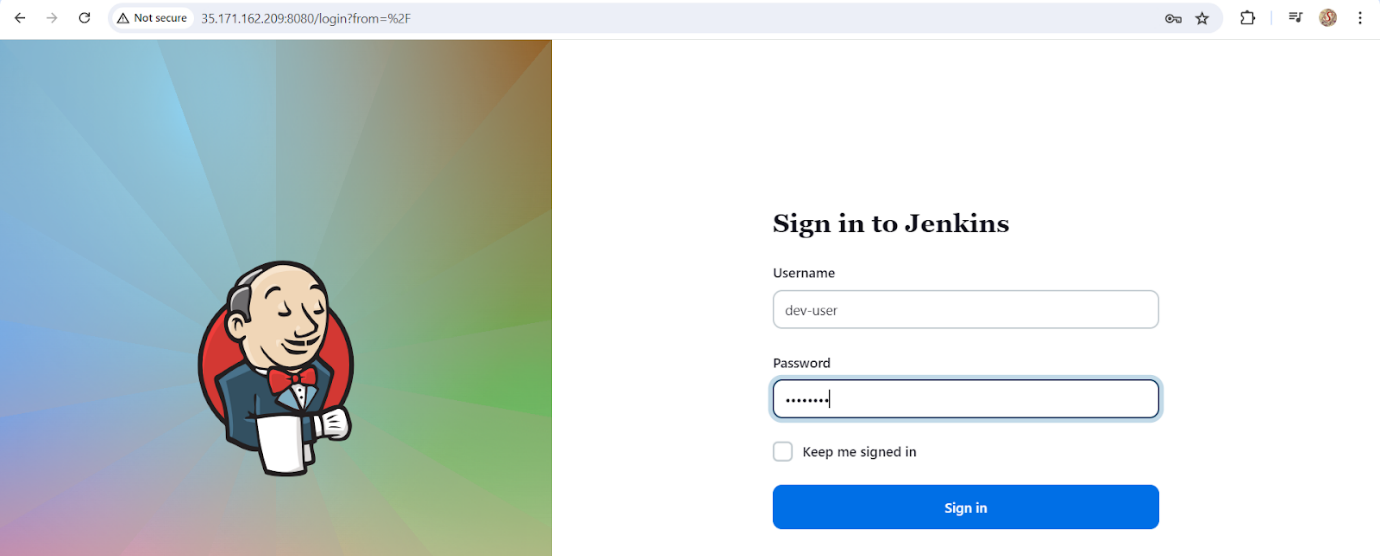 Not secure
35.171.162.209:8080/login?from=%2F
Sign in to Jenkins
Username
dev-user
Password
••••••••
Keep me signed in
Sign in